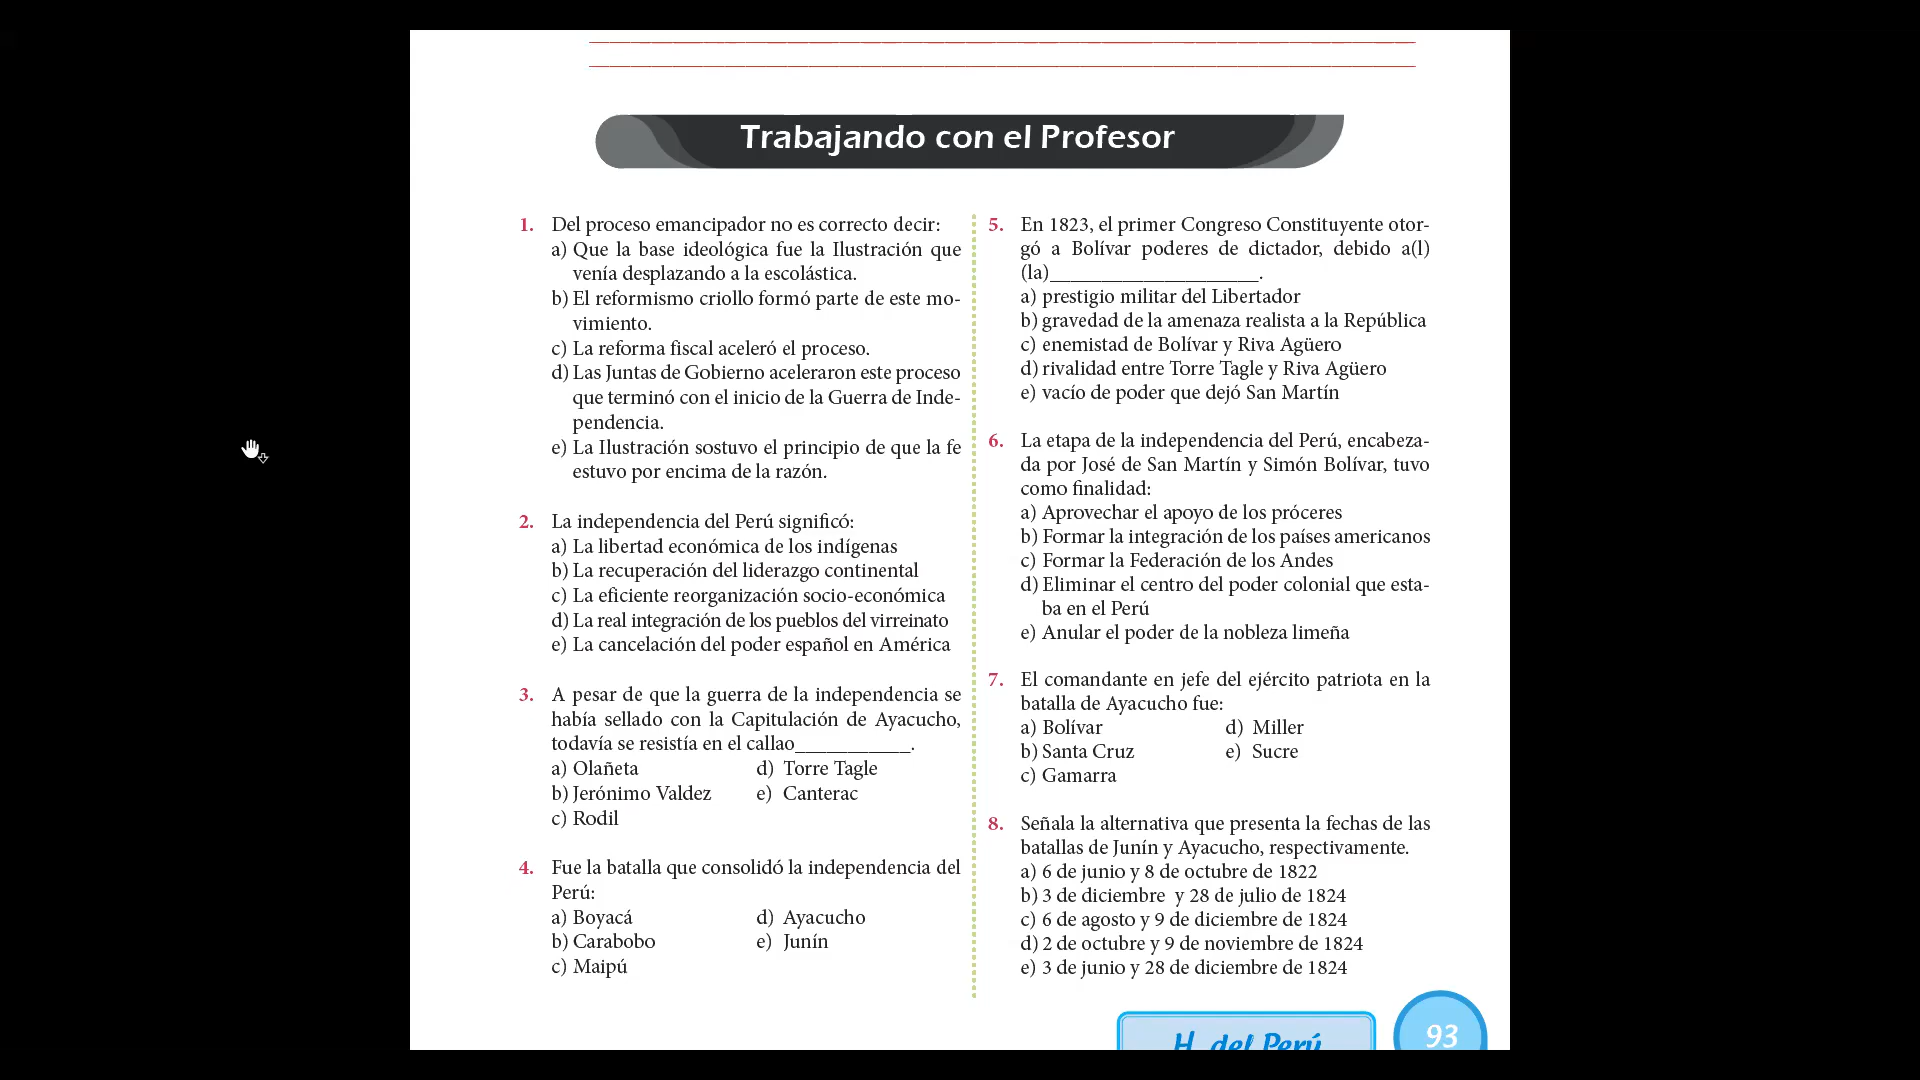 Trabajando con el Profesor
1. Del proceso emancipador no es correcto decir:
a) Que la base ideológica fue la Ilustración que
venía desplazando a la escolástica.
b) El reformismo criollo formó parte de este mo-
vimiento.
c) La reforma fiscal aceleró el proceso.
d) Las Juntas de Gobierno aceleraron este proceso
que terminó con el inicio de la Guerra de Inde-
pendencia.
e) La Ilustración sostuvo el principio de que la fe
estuvo por encima de la razón.
2. La independencia del Perú significó:
a) La libertad económica de los indígenas
b) La recuperación del liderazgo continental
c) La eficiente reorganización socio-económica
d) La real integración de los pueblos del virreinato
e) La cancelación del poder español en América
3. A pesar de que la guerra de la independencia se
había sellado con la Capitulación de Ayacucho,
todavía se resistía en el callao___________.
a) Olañeta d) Torre Tagle
b) Jerónimo Valdez e) Canterac
c) Rodil
4. Fue la batalla que consolidó la independencia del
Perú:
a) Boyacá d) Ayacucho
b) Carabobo e) Junín
c) Maipú
5. En 1823, el primer Congreso Constituyente otor-
gó a Bolívar poderes de dictador, debido a(l)
(la)____________________.
a) prestigio militar del Libertador
b) gravedad de la amenaza realista a la República
c) enemistad de Bolívar y Riva Agüero
d) rivalidad entre Torre Tagle y Riva Agüero
e) vacío de poder que dejó San Martín
6. La etapa de la independencia del Perú, encabeza-
da por José de San Martín y Simón Bolívar, tuvo
como finalidad:
a) Aprovechar el apoyo de los próceres
b) Formar la integración de los países americanos
c) Formar la Federación de los Andes
d) Eliminar el centro del poder colonial que esta-
ba en el Perú
e) Anular el poder de la nobleza limeña
7. El comandante en jefe del ejército patriota en la
batalla de Ayacucho fue:
a) Bolívar d) Miller
b) Santa Cruz e) Sucre
c) Gamarra
8. Señala la alternativa que presenta la fechas de las
batallas de Junín y Ayacucho, respectivamente.
a) 6 de junio y 8 de octubre de 1822
b) 3 de diciembre y 28 de julio de 1824
c) 6 de agosto y 9 de diciembre de 1824
d) 2 de octubre y 9 de noviembre de 1824
e) 3 de junio y 28 de diciembre de 1824
H. del Perú
93